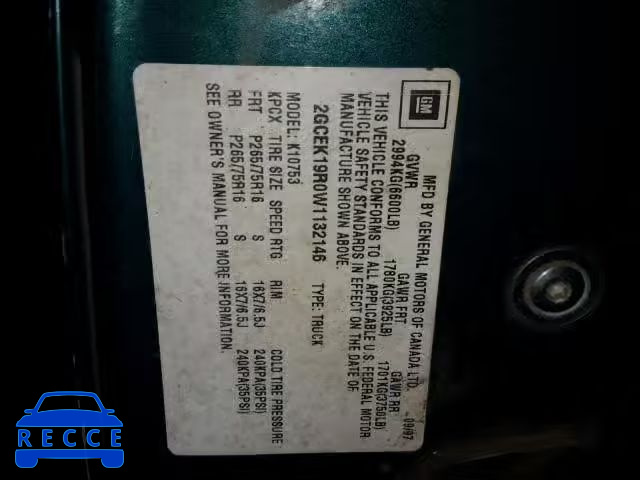 GM
MFD BY GENERAL MOTORS OF CANADA LTD.
09/97
GVWR GAWR FRT GAWR RR
2994KG(6600LB) 1780KG(3925LB) 1701KG(3750LB)
THIS VEHICLE CONFORMS TO ALL APPLICABLE U.S. FEDERAL MOTOR
VEHICLE SAFETY STANDARDS IN EFFECT ON THE DATE OF
MANUFACTURE SHOWN ABOVE.
2GCEK19R0W1132146 TYPE: TRUCK
MODEL: K10753
KPCX TIRE SIZE SPEED RTG RIM COLD TIRE PRESSURE
FRT P265/75R16 S 16X7/6.5J 240KPA(35PSI)
RR P265/75R16 S 16X7/6.5J 240KPA(35PSI)
SEE OWNER'S MANUAL FOR MORE INFORMATION.
RECCE